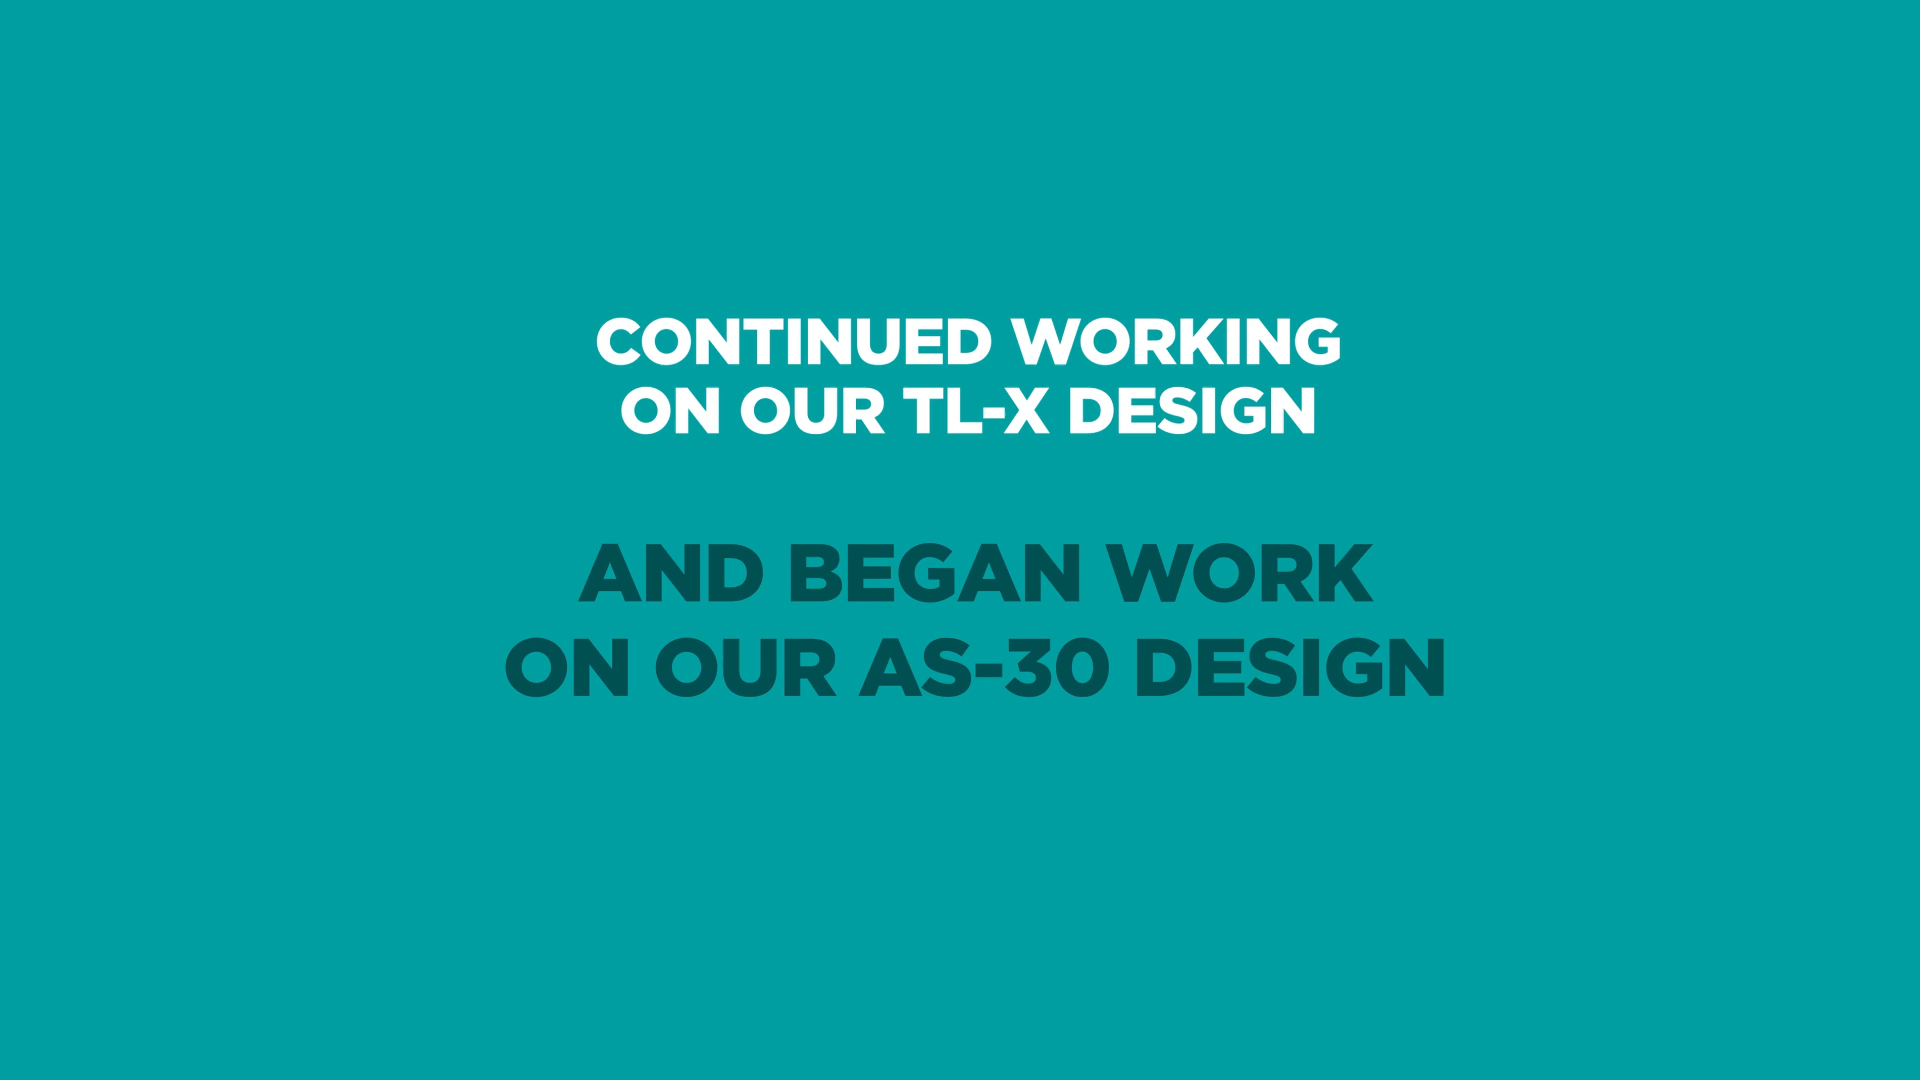 CONTINUED WORKING
ON OUR TL-X DESIGN
AND BEGAN WORK
ON OUR AS-30 DESIGN